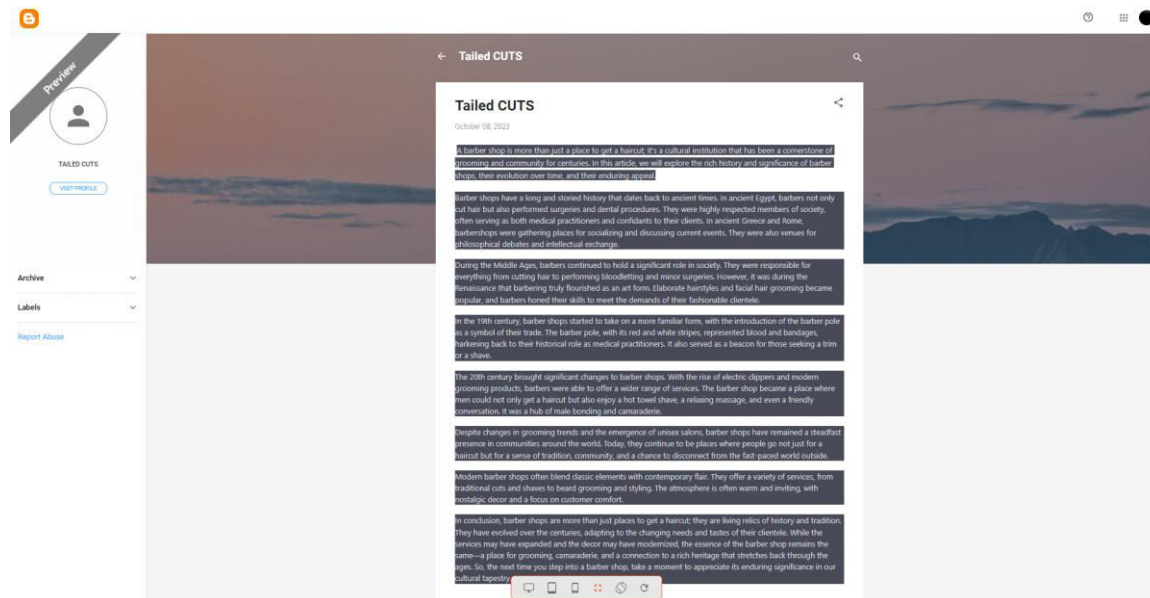 Preview
TAILED CUTS
VISIT PROFILE
Archive
Labels
Report Abuse
Tailed CUTS
Tailed CUTS
October 08, 2023
A barber shop is more than just a place to get a haircut; it's a cultural institution that has been a cornerstone of
grooming and community for centuries. In this article, we will explore the rich history and significance of barber
shops, their evolution over time, and their enduring appeal.
Barber shops have a long and storied history that dates back to ancient times. In ancient Egypt, barbers not only
cut hair but also performed surgeries and dental procedures. They were highly respected members of society,
often serving as both medical practitioners and confidants to their clients. In ancient Greece and Rome,
barbershops were gathering places for socializing and discussing current events. They were also venues for
philosophical debates and intellectual exchange.
During the Middle Ages, barbers continued to hold a significant role in society. They were responsible for
everything from cutting hair to performing bloodletting and minor surgeries. However, it was during the
Renaissance that barbering truly flourished as an art form. Elaborate hairstyles and facial hair grooming became
popular, and barbers honed their skills to meet the demands of their fashionable clientele.
In the 19th century, barber shops started to take on a more familiar form, with the introduction of the barber pole
as a symbol of their trade. The barber pole, with its red and white stripes, represented blood and bandages,
harkening back to their historical role as medical practitioners. It also served as a beacon for those seeking a trim
or a shave.
The 20th century brought significant changes to barber shops. With the rise of electric clippers and modern
grooming products, barbers were able to offer a wider range of services. The barber shop became a place where
men could not only get a haircut but also enjoy a hot towel shave, a relaxing massage, and even a friendly
conversation. It was a hub of male bonding and camaraderie.
Despite changes in grooming trends and the emergence of unisex salons, barber shops have remained a steadfast
presence in communities around the world. Today, they continue to be places where people go not just for a
haircut but for a sense of tradition, community, and a chance to disconnect from the fast-paced world outside.
Modern barber shops often blend classic elements with contemporary flair. They offer a variety of services, from
traditional cuts and shaves to beard grooming and styling. The atmosphere is often warm and inviting, with
nostalgic decor and a focus on customer comfort.
In conclusion, barber shops are more than just places to get a haircut; they are living relics of history and tradition.
They have evolved over the centuries, adapting to the changing needs and tastes of their clientele. While the
services may have expanded and the decor may have modernized, the essence of the barber shop remains the
same—a place for grooming, camaraderie, and a connection to a rich heritage that stretches back through the
ages. So, the next time you step into a barber shop, take a moment to appreciate its enduring significance in our
cultural tapestry.